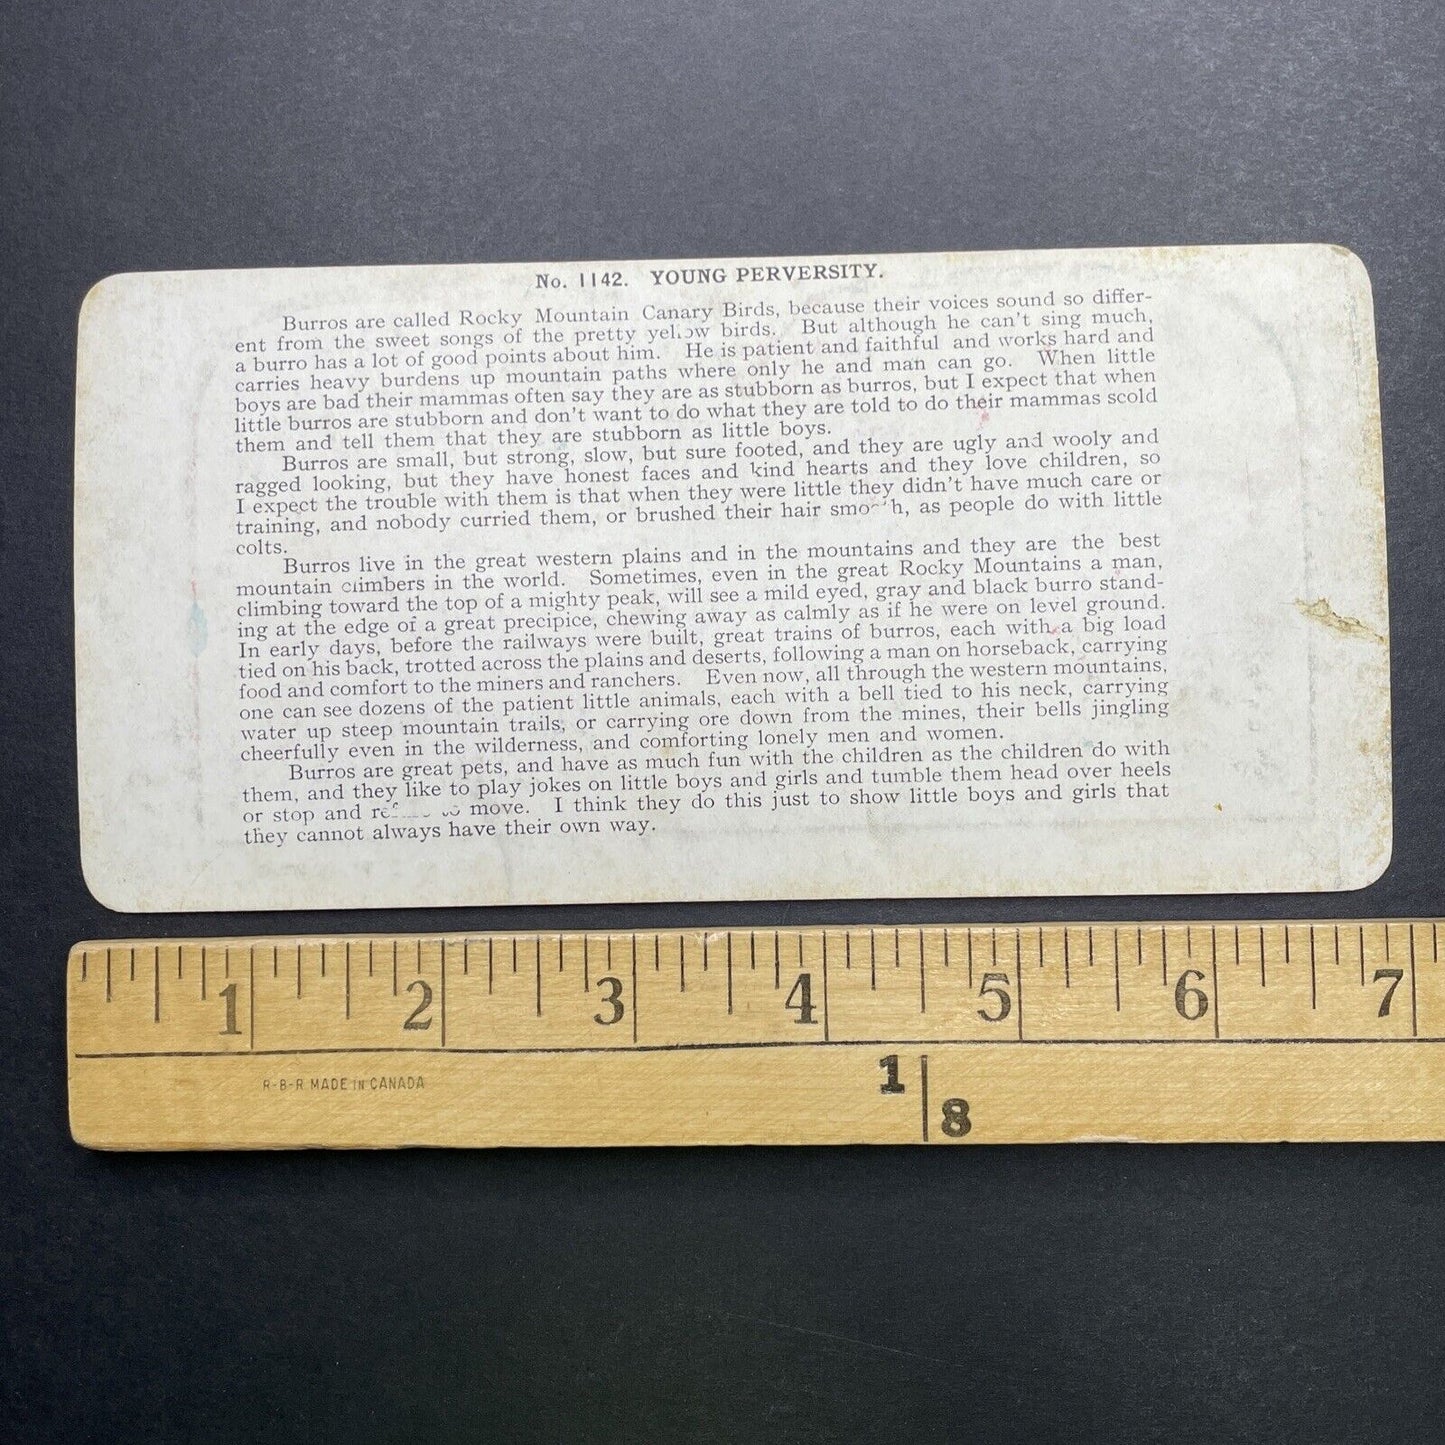 No. 1142. YOUNG PERVERSITY.
Burros are called Rocky Mountain Canary Birds, because their voices sound so differ-
ent from the sweet songs of the pretty yellow birds. But although he can't sing much,
a burro has a lot of good points about him. He is patient and faithful and works hard and
carries heavy burdens up mountain paths where only he and man can go. When little
boys are bad their mammas often say they are as stubborn as burros, but I expect that when
little burros are stubborn and don't want to do what they are told to do their mammas scold
them and tell them that they are stubborn as little boys.
Burros are small, but strong, slow, but sure footed, and they are ugly and wooly and
ragged looking, but they have honest faces and kind hearts and they love children, so
I expect the trouble with them is that when they were little they didn't have much care or
training, and nobody curried them, or brushed their hair smooth, as people do with little
colts.
Burros live in the great western plains and in the mountains and they are the best
mountain climbers in the world. Sometimes, even in the great Rocky Mountains a man,
climbing toward the top of a mighty peak, will see a mild eyed, gray and black burro stand-
ing at the edge of a great precipice, chewing away as calmly as if he were on level ground.
In early days, before the railways were built, great trains of burros, each with a big load
tied on his back, trotted across the plains and deserts, following a man on horseback, carrying
food and comfort to the miners and ranchers. Even now, all through the western mountains,
one can see dozens of the patient little animals, each with a bell tied to his neck, carrying
water up steep mountain trails, or carrying ore down from the mines, their bells jingling
cheerfully even in the wilderness, and comforting lonely men and women.
Burros are great pets, and have as much fun with the children as the children do with
them, and they like to play jokes on little boys and girls and tumble them head over heels
or stop and refuse to move. I think they do this just to show little boys and girls that
they cannot always have their own way.
1 2 3 4 5 6 7
R-B-R MADE IN CANADA
1
8